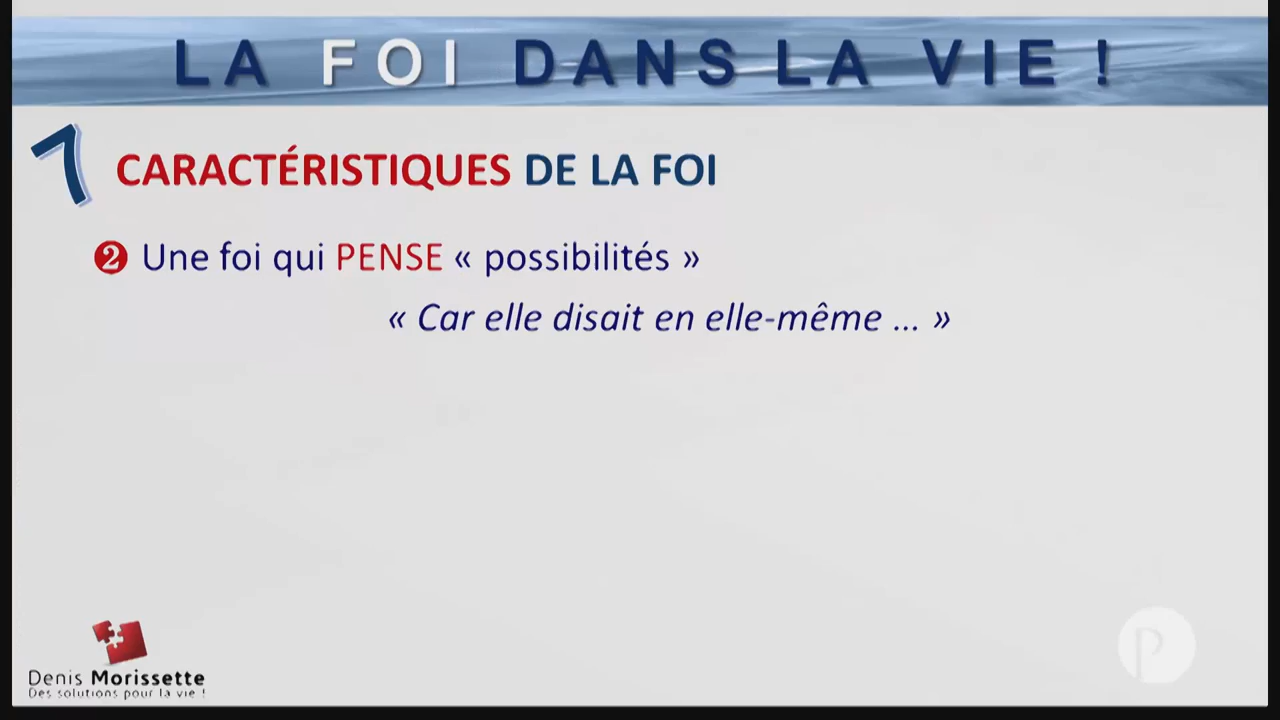 LA FOI DANS LA VIE !
7 CARACTÉRISTIQUES DE LA FOI
❷ Une foi qui PENSE « possibilités »
« Car elle disait en elle-même ... »
Denis Morissette
Des solutions pour la vie !
P